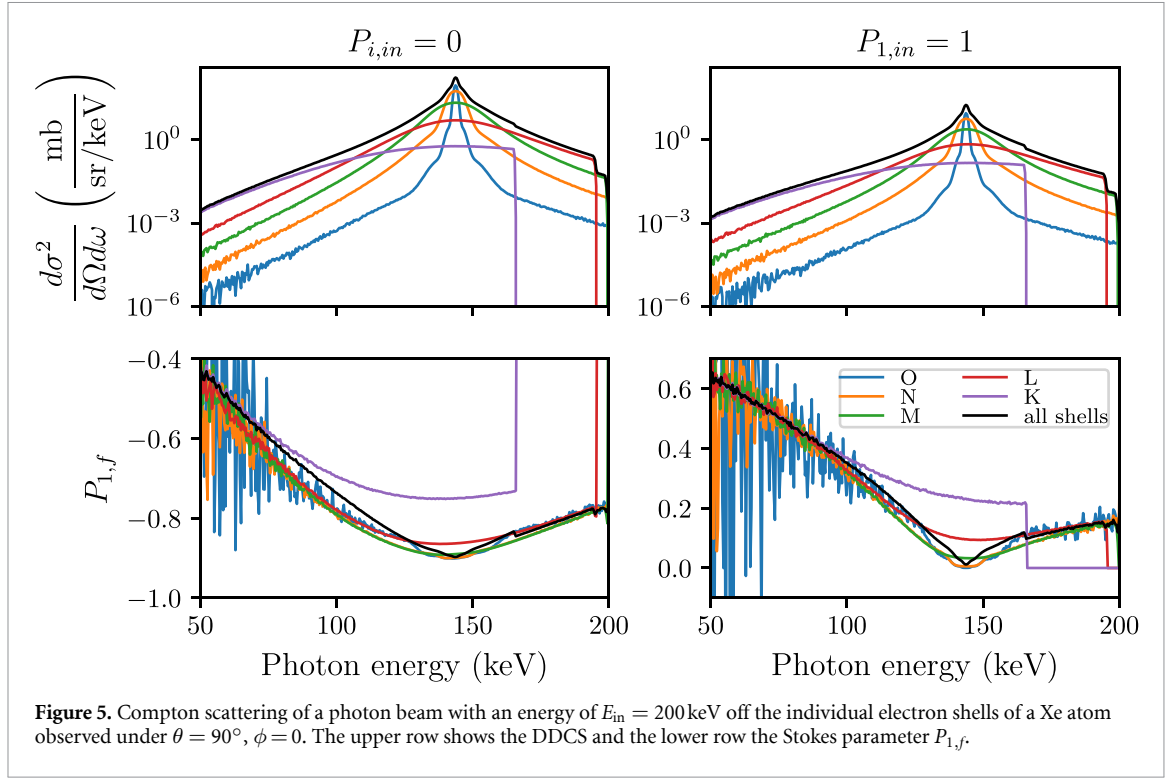 P_{i,in} = 0
P_{1,in} = 1
dσ²/dΩdω (mb/sr/keV)
10^0
10^{-3}
10^{-6}
10^0
10^{-3}
10^{-6}
P_{1,f}
−0.4
−0.6
−0.8
−1.0
50 100 150 200
Photon energy (keV)
0.6
0.4
0.2
0.0
O L
N K
M all shells
50 100 150 200
Photon energy (keV)
Figure 5. Compton scattering of a photon beam with an energy of E_in = 200 keV off the individual electron shells of a Xe atom
observed under θ = 90°, ϕ = 0. The upper row shows the DDCS and the lower row the Stokes parameter P_{1,f}.